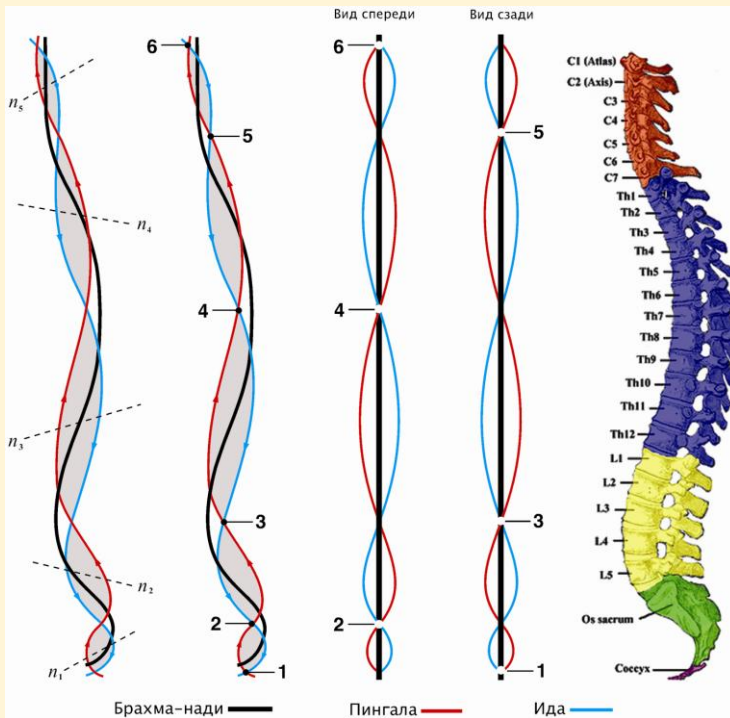 Вид спереди
Вид сзади
6
6
5
5
4
4
3
3
2
2
1
1
n5
n4
n3
n2
n1
C1 (Atlas)
C2 (Axis)
C3
C4
C5
C6
C7
Th1
Th2
Th3
Th4
Th5
Th6
Th7
Th8
Th9
Th10
Th11
Th12
L1
L2
L3
L4
L5
Os sacrum
Coccyx
Брахма-нади
Пингала
Ида